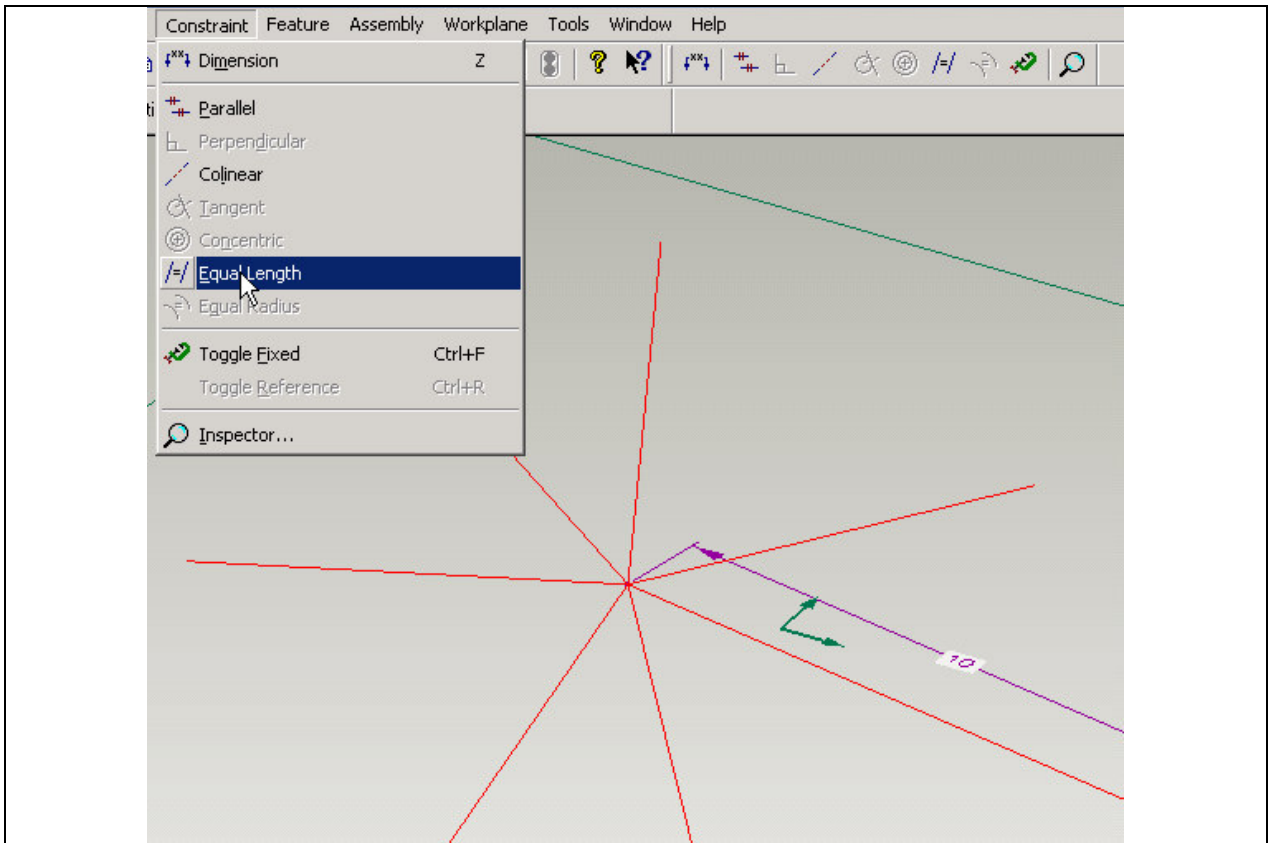 Constraint Feature Assembly Workplane Tools Window Help
Dimension Z
Parallel
Perpendicular
Colinear
Tangent
Concentric
Equal Length
Equal Radius
Toggle Fixed Ctrl+F
Toggle Reference Ctrl+R
Inspector...
10